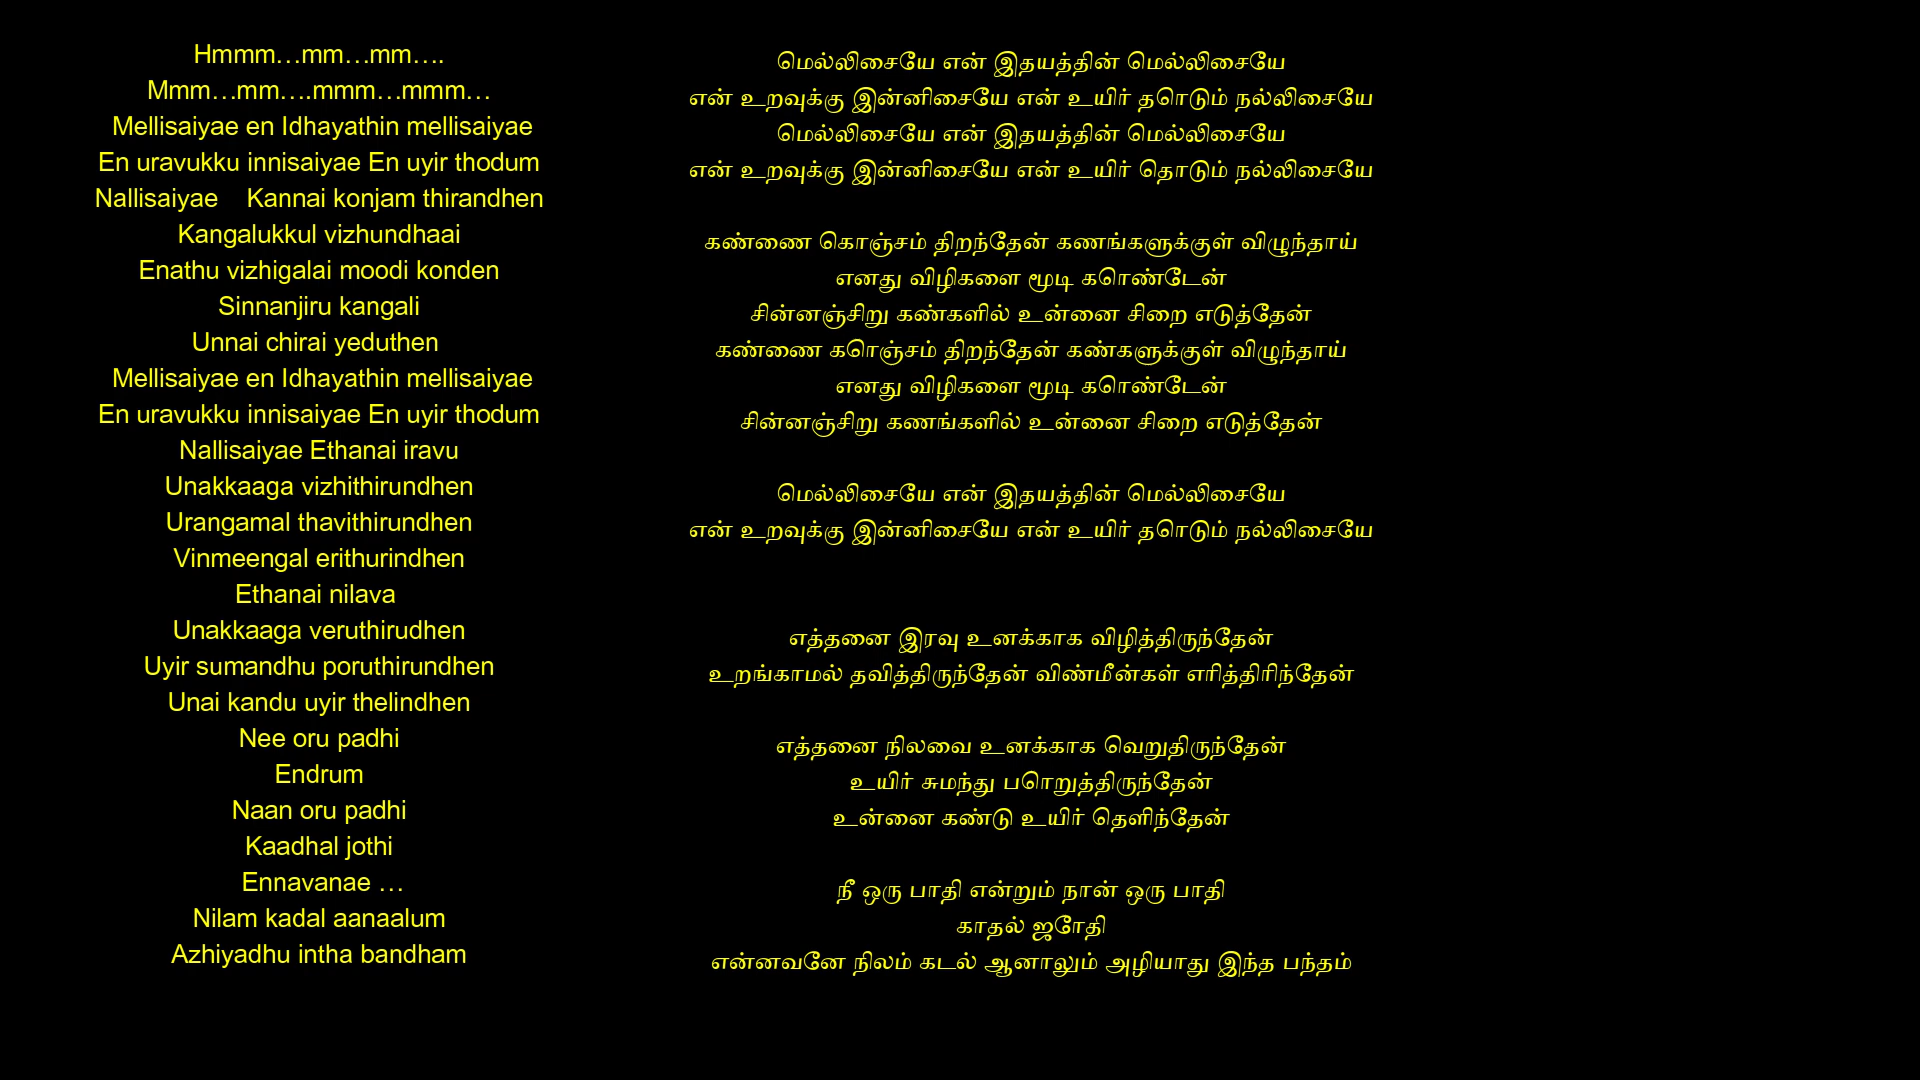 Hmmm…mm…mm….
Mmm…mm….mmm…mmm…
Mellisaiyae en Idhayathin mellisaiyae
En uravukku innisaiyae En uyir thodum
Nallisaiyae    Kannai konjam thirandhen
Kangalukkul vizhundhaai
Enathu vizhigalai moodi konden
Sinnanjiru kangali
Unnai chirai yeduthen
Mellisaiyae en Idhayathin mellisaiyae
En uravukku innisaiyae En uyir thodum
Nallisaiyae Ethanai iravu
Unakkaaga vizhithirundhen
Urangamal thavithirundhen
Vinmeengal erithurindhen
Ethanai nilava
Unakkaaga veruthirudhen
Uyir sumandhu poruthirundhen
Unai kandu uyir thelindhen
Nee oru padhi
Endrum
Naan oru padhi
Kaadhal jothi
Ennavanae …
Nilam kadal aanaalum
Azhiyadhu intha bandham
மெல்லிசையே என் இதயத்தின் மெல்லிசையே
என் உறவுக்கு இன்னிசையே என் உயிர் தரொடும் நல்லிசையே
மெல்லிசையே என் இதயத்தின் மெல்லிசையே
என் உறவுக்கு இன்னிசையே என் உயிர் தொடும் நல்லிசையே
கண்ணை கொஞ்சம் திறந்தேன் கணங்களுக்குள் விழுந்தாய்
எனது விழிகளை மூடி கரொண்டேன்
சின்னஞ்சிறு கண்களில் உன்னை சிறை எடுத்தேன்
கண்ணை கரொஞ்சம் திறந்தேன் கண்களுக்குள் விழுந்தாய்
எனது விழிகளை மூடி கரொண்டேன்
சின்னஞ்சிறு கணங்களில் உன்னை சிறை எடுத்தேன்
மெல்லிசையே என் இதயத்தின் மெல்லிசையே
என் உறவுக்கு இன்னிசையே என் உயிர் தரொடும் நல்லிசையே
எத்தனை இரவு உனக்காக விழித்திருந்தேன்
உறங்காமல் தவித்திருந்தேன் விண்மீன்கள் எரித்திரிந்தேன்
எத்தனை நிலவை உனக்காக வெறுதிருந்தேன்
உயிர் சுமந்து பரொறுத்திருந்தேன்
உன்னை கண்டு உயிர் தெளிந்தேன்
நீ ஒரு பாதி என்றும் நான் ஒரு பாதி
காதல் ஜரோதி
என்னவனே நிலம் கடல் ஆனாலும் அழியாது இந்த பந்தம்